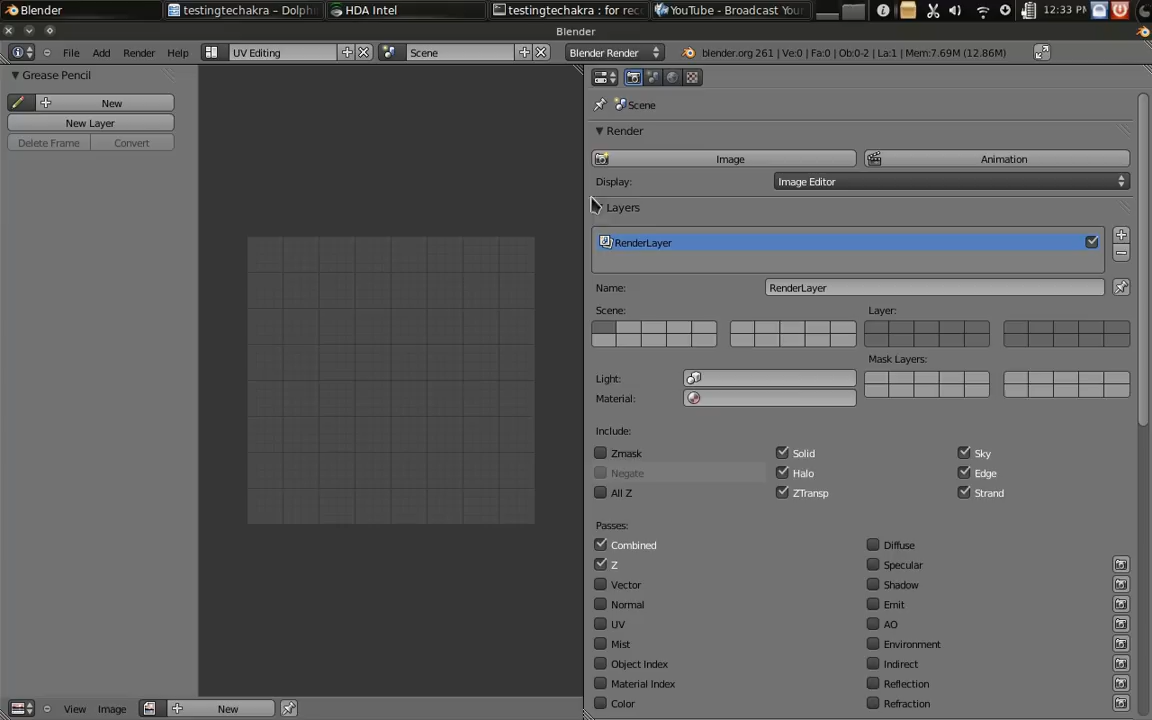 Blender
testingtechakra – Dolph
HDA Intel
testingtechakra : for rec
YouTube - Broadcast Your
12:33 PM
Blender
File
Add
Render
Help
UV Editing
Scene
Blender Render
blender.org 261 | Ve:0 | Fa:0 | Ob:0-2 | La:1 | Mem:7.69M (12.86M)
Grease Pencil
New
New Layer
Delete Frame
Convert
Scene
Render
Image
Animation
Display:
Image Editor
Layers
RenderLayer
Name:
RenderLayer
Scene:
Layer:
Mask Layers:
Light:
Material:
Include:
Zmask
Solid
Sky
Negate
Halo
Edge
All Z
ZTransp
Strand
Passes:
Combined
Diffuse
Z
Specular
Vector
Shadow
Normal
Emit
UV
AO
Mist
Environment
Object Index
Indirect
Material Index
Reflection
Color
Refraction
View
Image
New